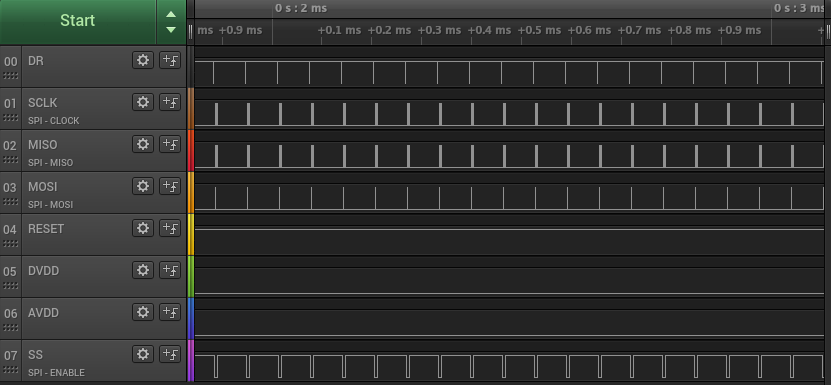 Start
0 s : 2 ms
0 s : 3 ms
ms
+0.9 ms
+0.1 ms
+0.2 ms
+0.3 ms
+0.4 ms
+0.5 ms
+0.6 ms
+0.7 ms
+0.8 ms
+0.9 ms
+
00 DR
01 SCLK
SPI - CLOCK
02 MISO
SPI - MISO
03 MOSI
SPI - MOSI
04 RESET
05 DVDD
06 AVDD
07 SS
SPI - ENABLE